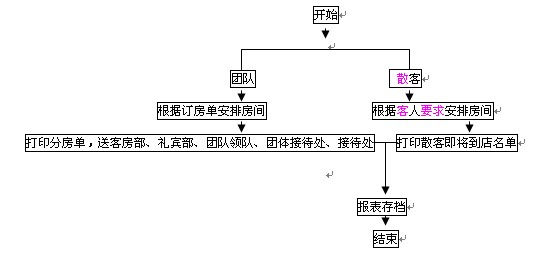 开始
团队
散客
根据订房单安排房间
根据客人要求安排房间
打印分房单，送客房部、礼宾部、团队领队、团体接待处、接待处
打印散客即将到店名单
报表存档
结束